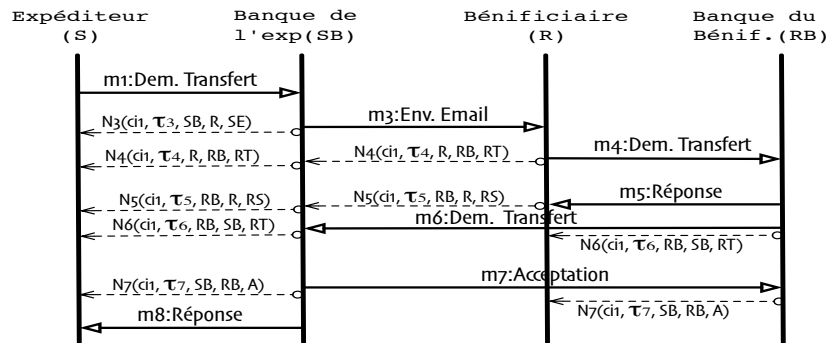 Expéditeur (S)
Banque de l'exp(SB)
Bénificiaire (R)
Banque du Bénif.(RB)
m1:Dem. Transfert
N3(ci1, τ3, SB, R, SE)
m3:Env. Email
N4(ci1, τ4, R, RB, RT)
N4(ci1, τ4, R, RB, RT)
m4:Dem. Transfert
N5(ci1, τ5, RB, R, RS)
N5(ci1, τ5, RB, R, RS)
m5:Réponse
N6(ci1, τ6, RB, SB, RT)
m6:Dem. Transfert
N6(ci1, τ6, RB, SB, RT)
N7(ci1, τ7, SB, RB, A)
m7:Acceptation
N7(ci1, τ7, SB, RB, A)
m8:Réponse